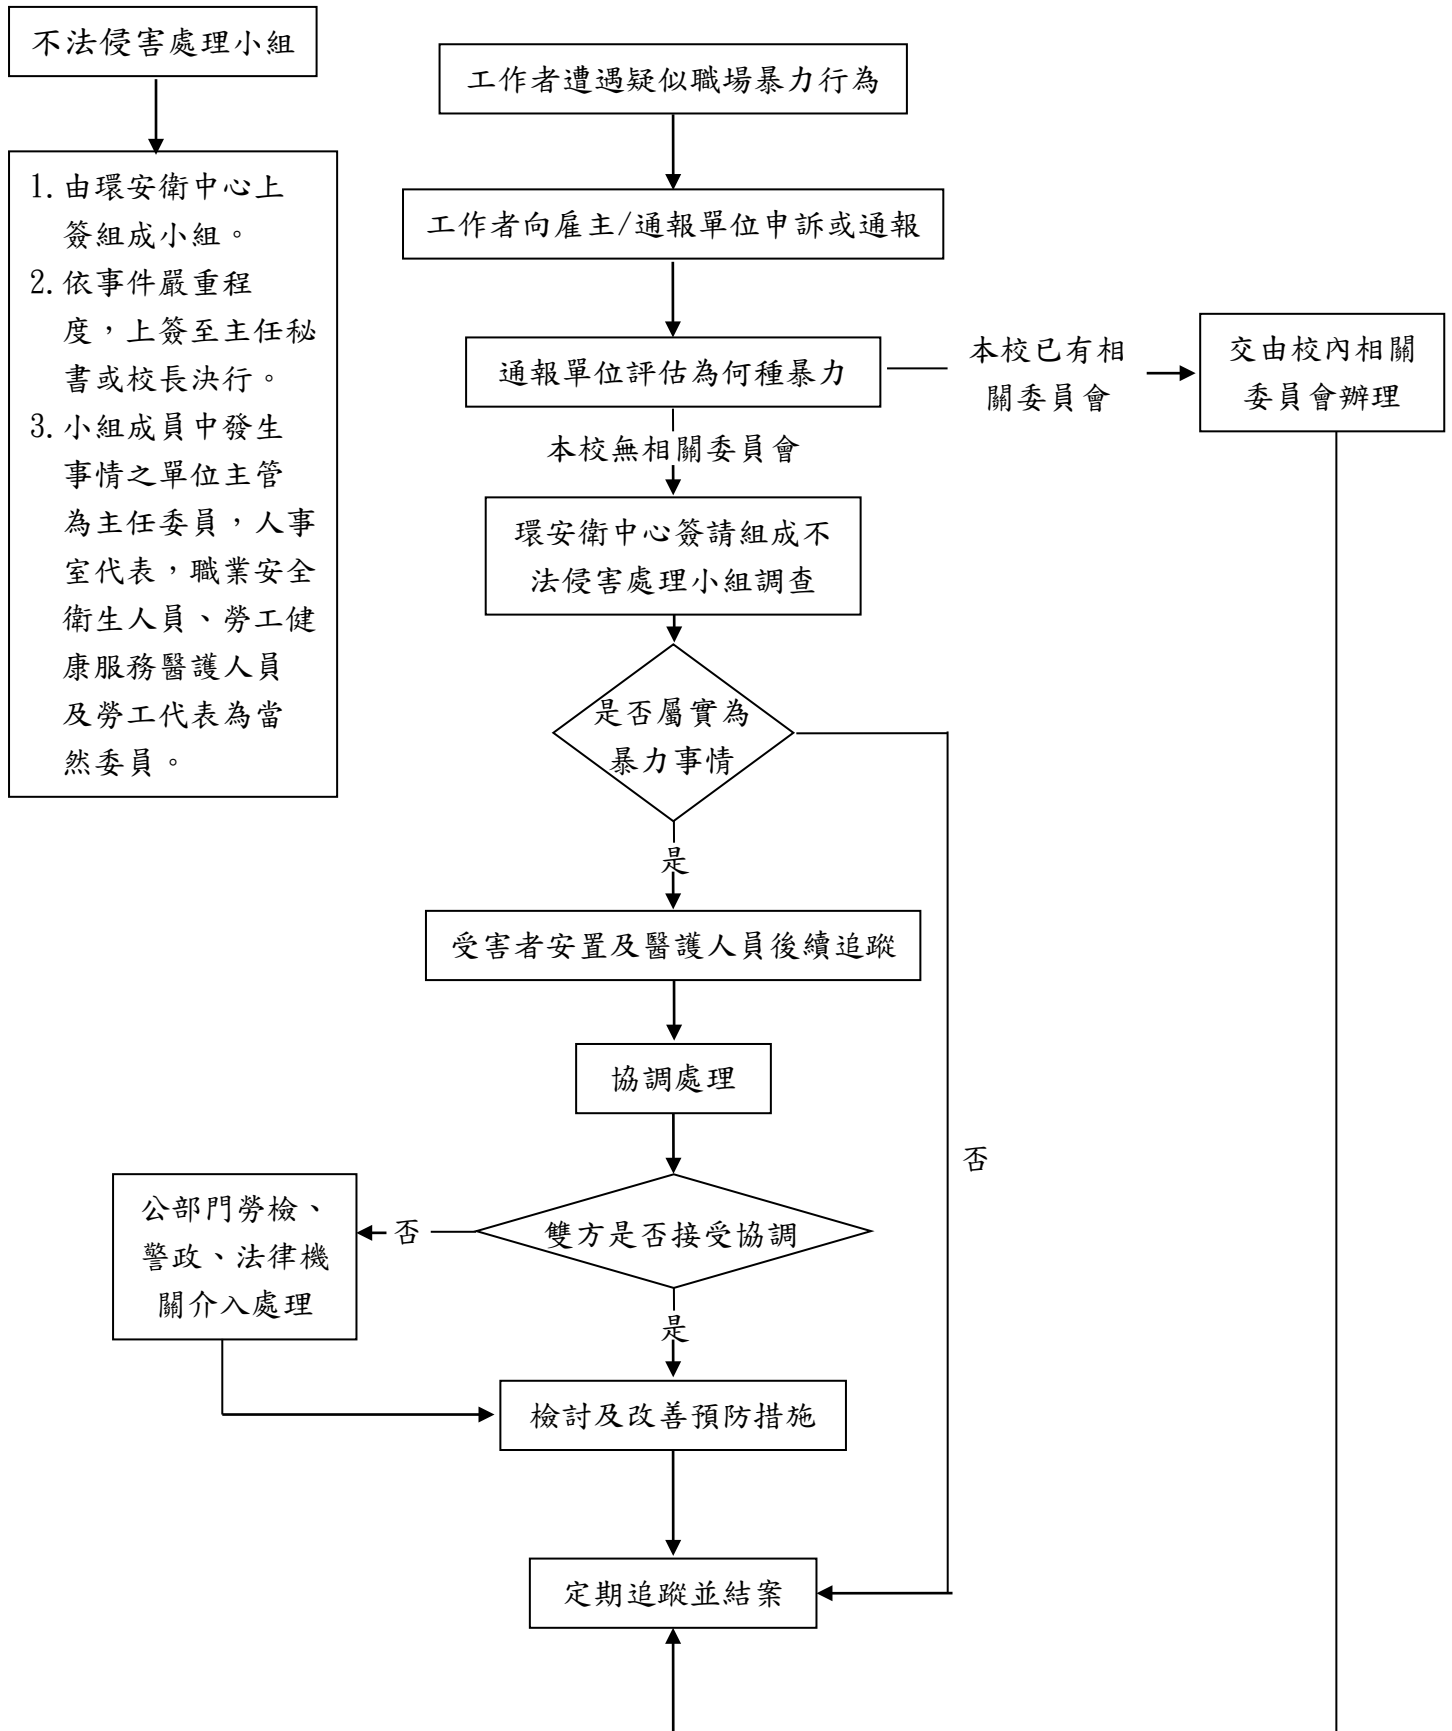 不法侵害處理小組
1.由環安衛中心上
簽組成小組。
2.依事件嚴重程
度，上簽至主任秘
書或校長決行。
3.小組成員中發生
事情之單位主管
為主任委員，人事
室代表，職業安全
衛生人員、勞工健
康服務醫護人員
及勞工代表為當
然委員。
工作者遭遇疑似職場暴力行為
工作者向雇主/通報單位申訴或通報
通報單位評估為何種暴力
本校已有相
關委員會
交由校內相關
委員會辦理
本校無相關委員會
環安衛中心簽請組成不
法侵害處理小組調查
是否屬實為
暴力事情
是
受害者安置及醫護人員後續追蹤
協調處理
否
雙方是否接受協調
否
公部門勞檢、
警政、法律機
關介入處理
是
檢討及改善預防措施
定期追蹤並結案